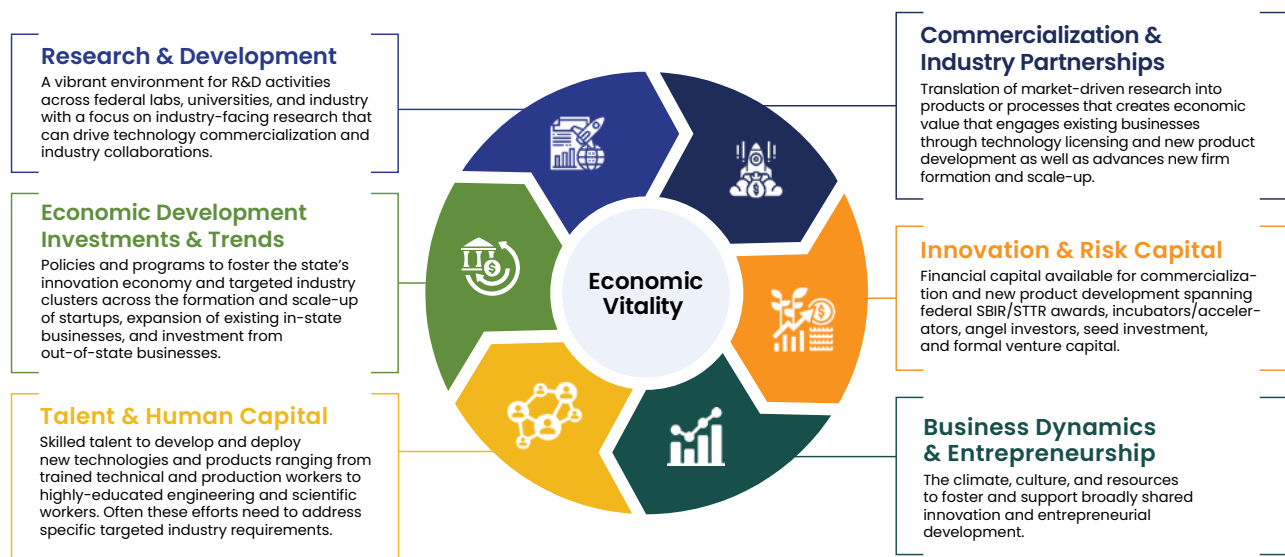 Research & Development
A vibrant environment for R&D activities
across federal labs, universities, and industry
with a focus on industry-facing research that
can drive technology commercialization and
industry collaborations.
Economic Development
Investments & Trends
Policies and programs to foster the state’s
innovation economy and targeted industry
clusters across the formation and scale-up
of startups, expansion of existing in-state
businesses, and investment from
out-of-state businesses.
Talent & Human Capital
Skilled talent to develop and deploy
new technologies and products ranging from
trained technical and production workers to
highly-educated engineering and scientific
workers. Often these efforts need to address
specific targeted industry requirements.
Economic
Vitality
Commercialization &
Industry Partnerships
Translation of market-driven research into
products or processes that creates economic
value that engages existing businesses
through technology licensing and new product
development as well as advances new firm
formation and scale-up.
Innovation & Risk Capital
Financial capital available for commercializa-
tion and new product development spanning
federal SBIR/STTR awards, incubators/acceler-
ators, angel investors, seed investment,
and formal venture capital.
Business Dynamics
& Entrepreneurship
The climate, culture, and resources
to foster and support broadly shared
innovation and entrepreneurial
development.